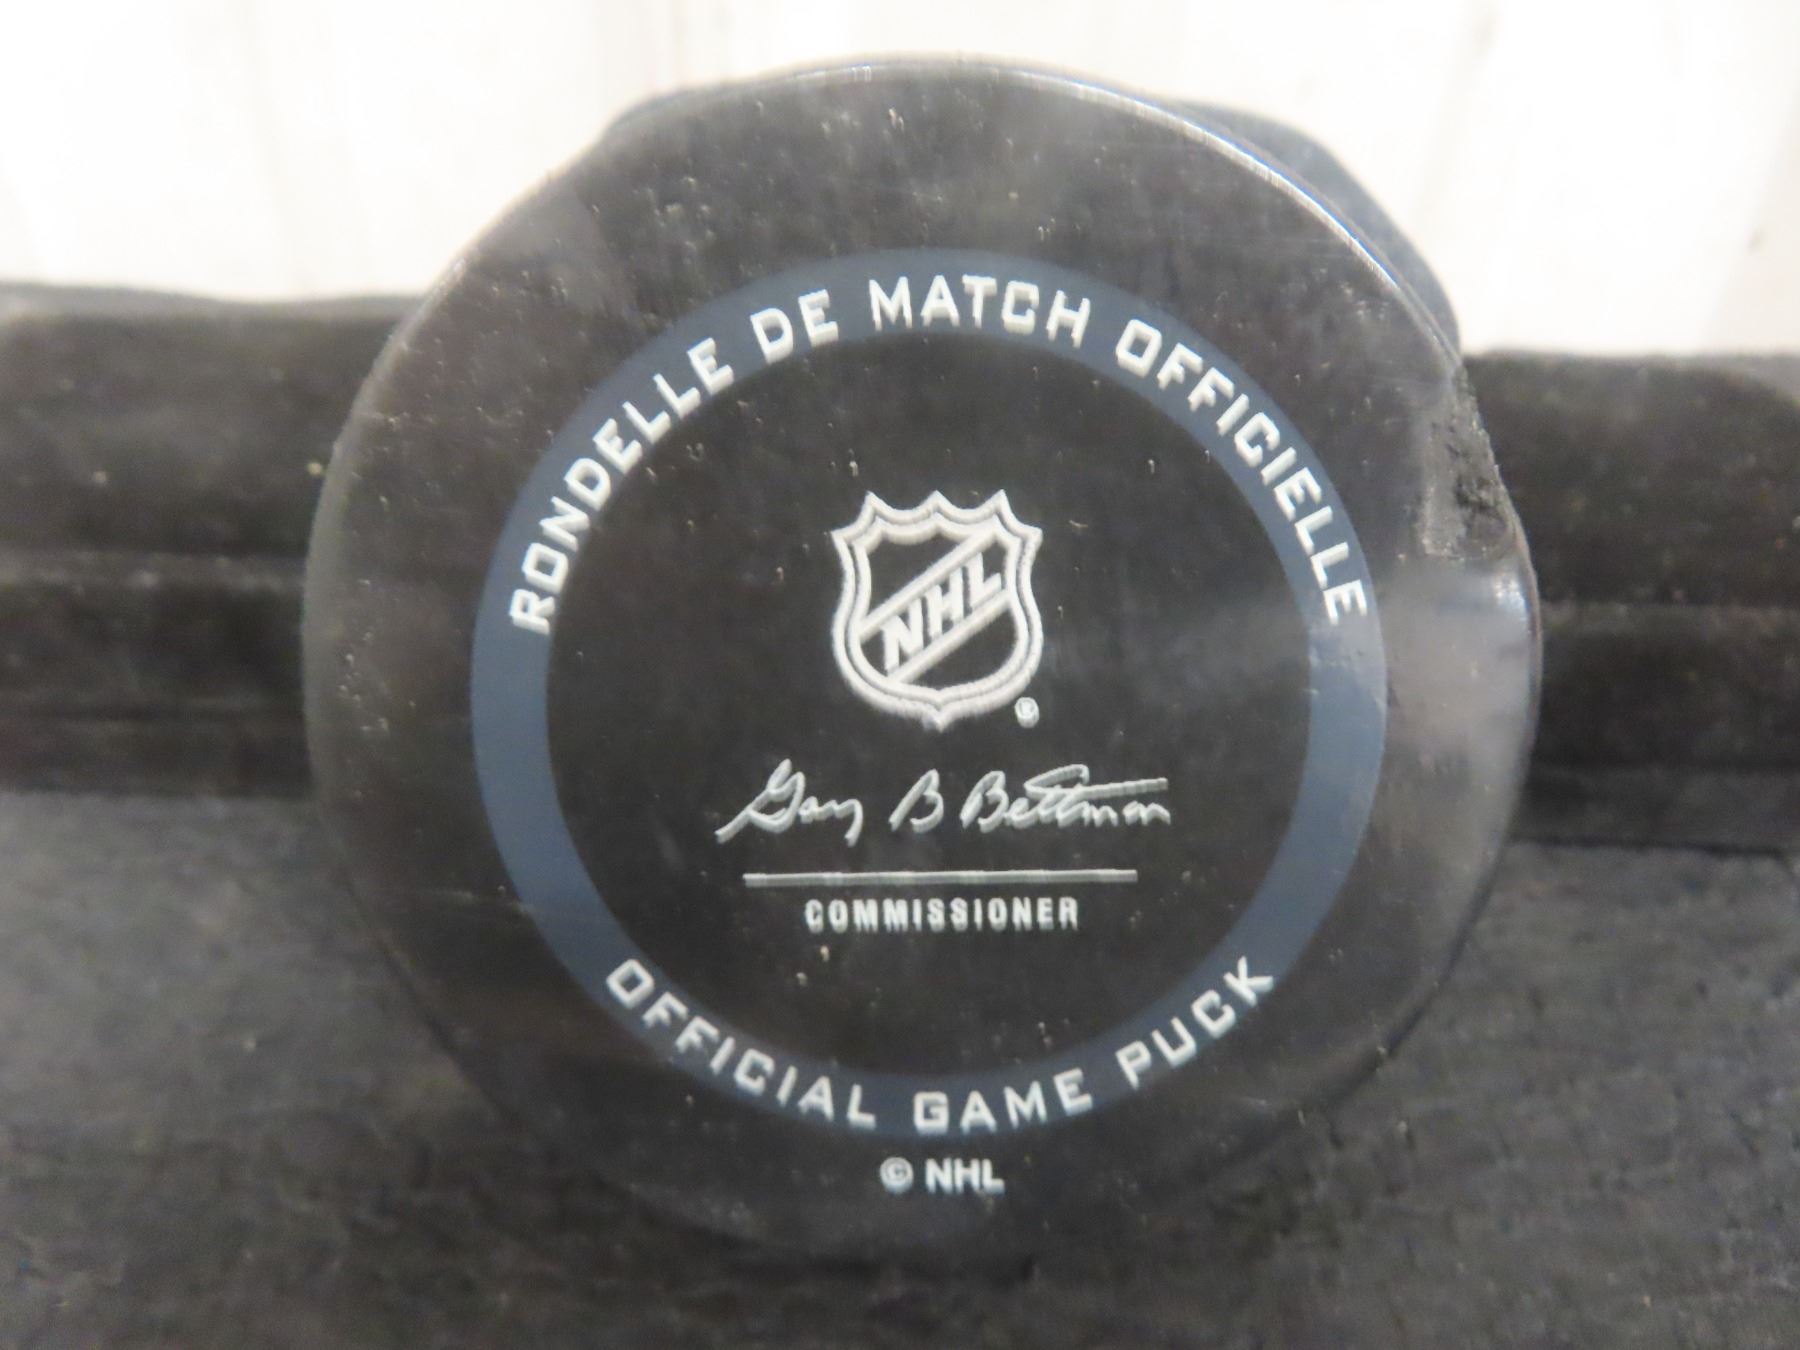 RONDELLE DE MATCH OFFICIELLE
NHL
®
Gary B Bettman
COMMISSIONER
OFFICIAL GAME PUCK
© NHL